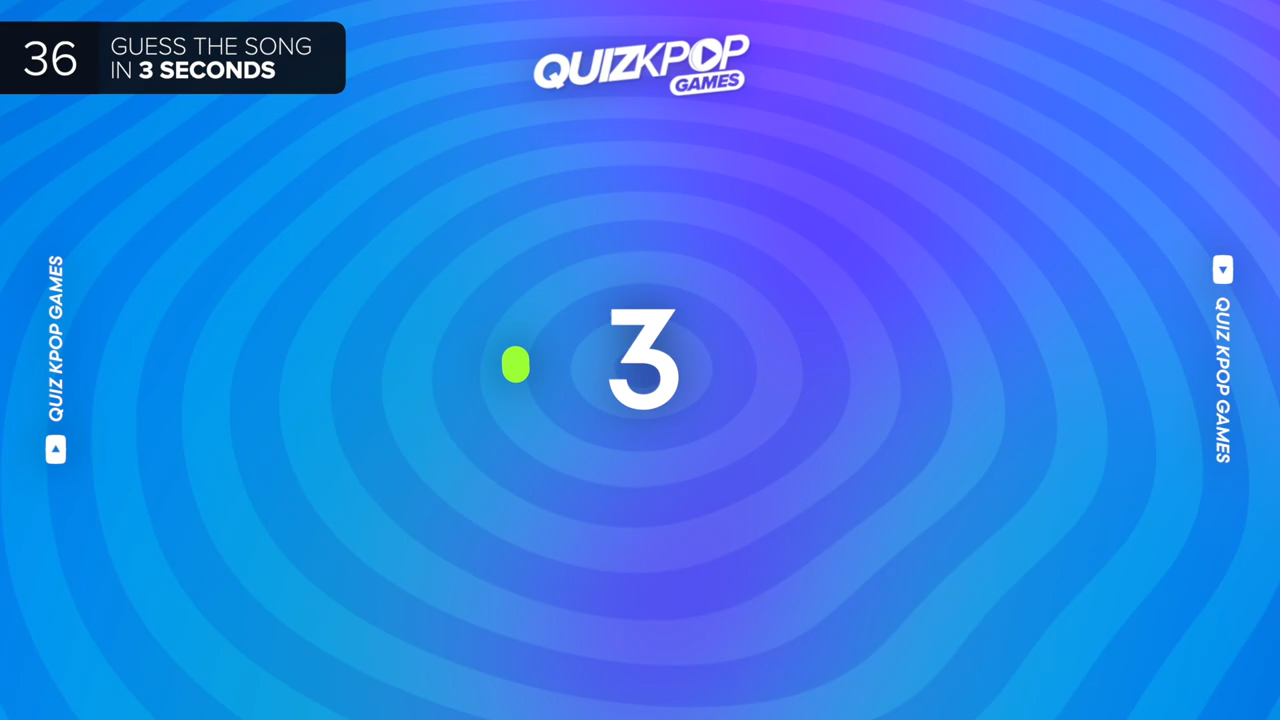 36
GUESS THE SONG
IN 3 SECONDS
QUIZKPOP
GAMES
QUIZ KPOP GAMES
3
QUIZ KPOP GAMES